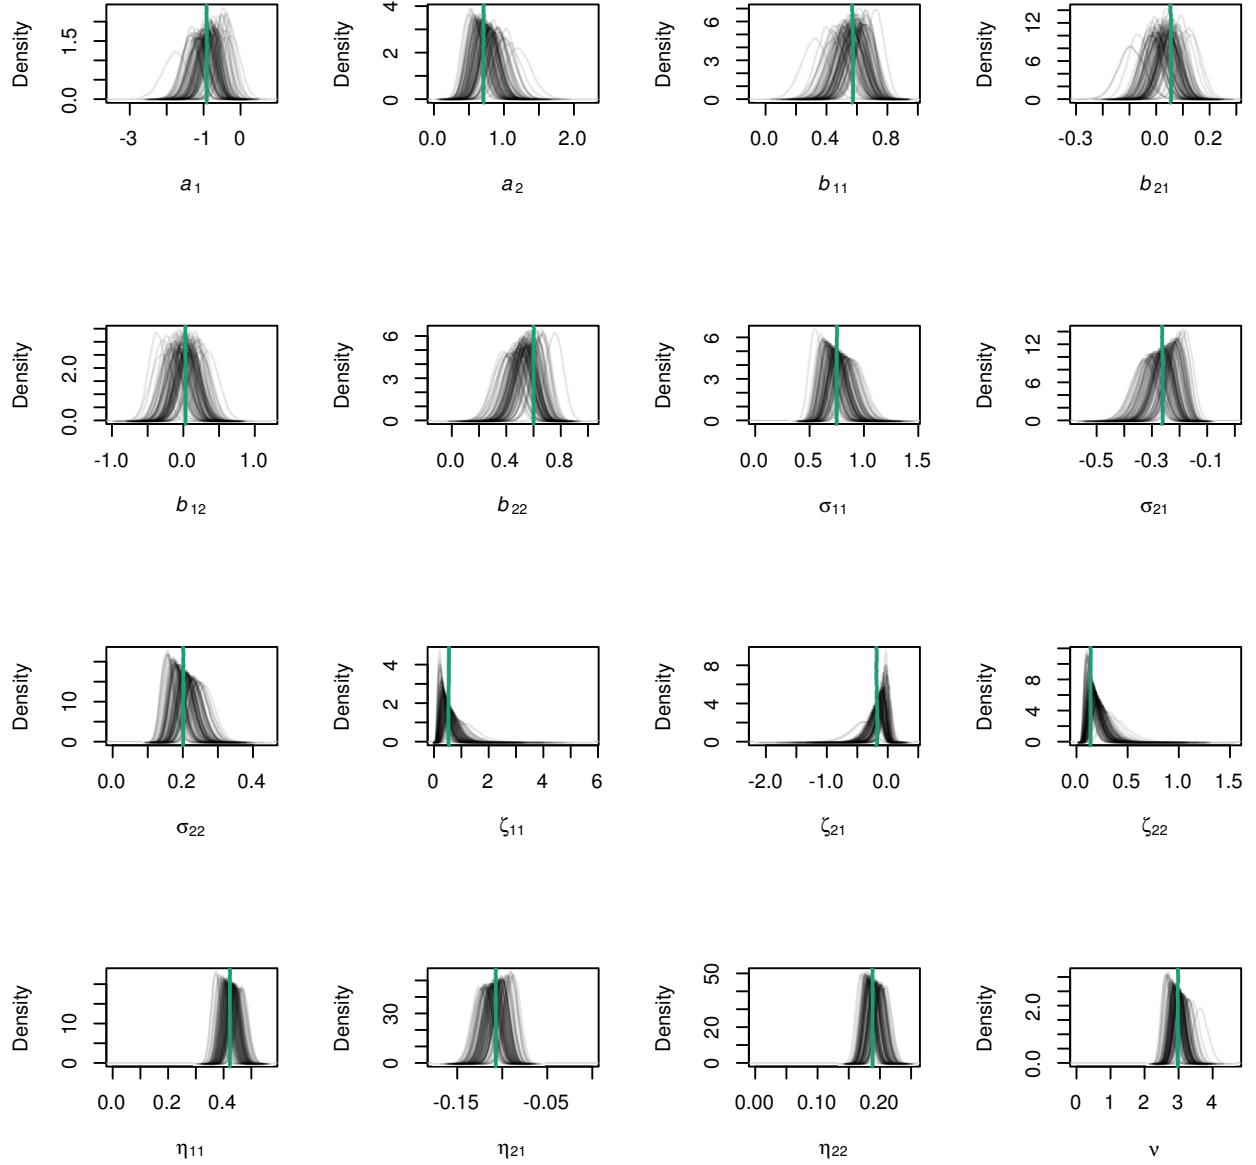 Density
0.0 1.5
-3 -1 0
a1
Density
0 2 4
0.0 1.0 2.0
a2
Density
0 3 6
0.0 0.4 0.8
b11
Density
0 6 12
-0.3 0.0 0.2
b21
Density
0.0 2.0
-1.0 0.0 1.0
b12
Density
0 3 6
0.0 0.4 0.8
b22
Density
0 3 6
0.0 0.5 1.0 1.5
σ11
Density
0 6 12
-0.5 -0.3 -0.1
σ21
Density
0 10
0.0 0.2 0.4
σ22
Density
0 2 4
0 2 4 6
ζ11
Density
0 4 8
-2.0 -1.0 0.0
ζ21
Density
0 4 8
0.0 0.5 1.0 1.5
ζ22
Density
0 10
0.0 0.2 0.4
η11
Density
0 30
-0.15 -0.05
η21
Density
0 20 50
0.00 0.10 0.20
η22
Density
0.0 2.0
0 1 2 3 4
ν